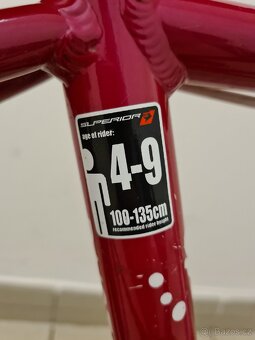 SUPERIOR
age of rider:
4-9
100-135cm
recommended rider height